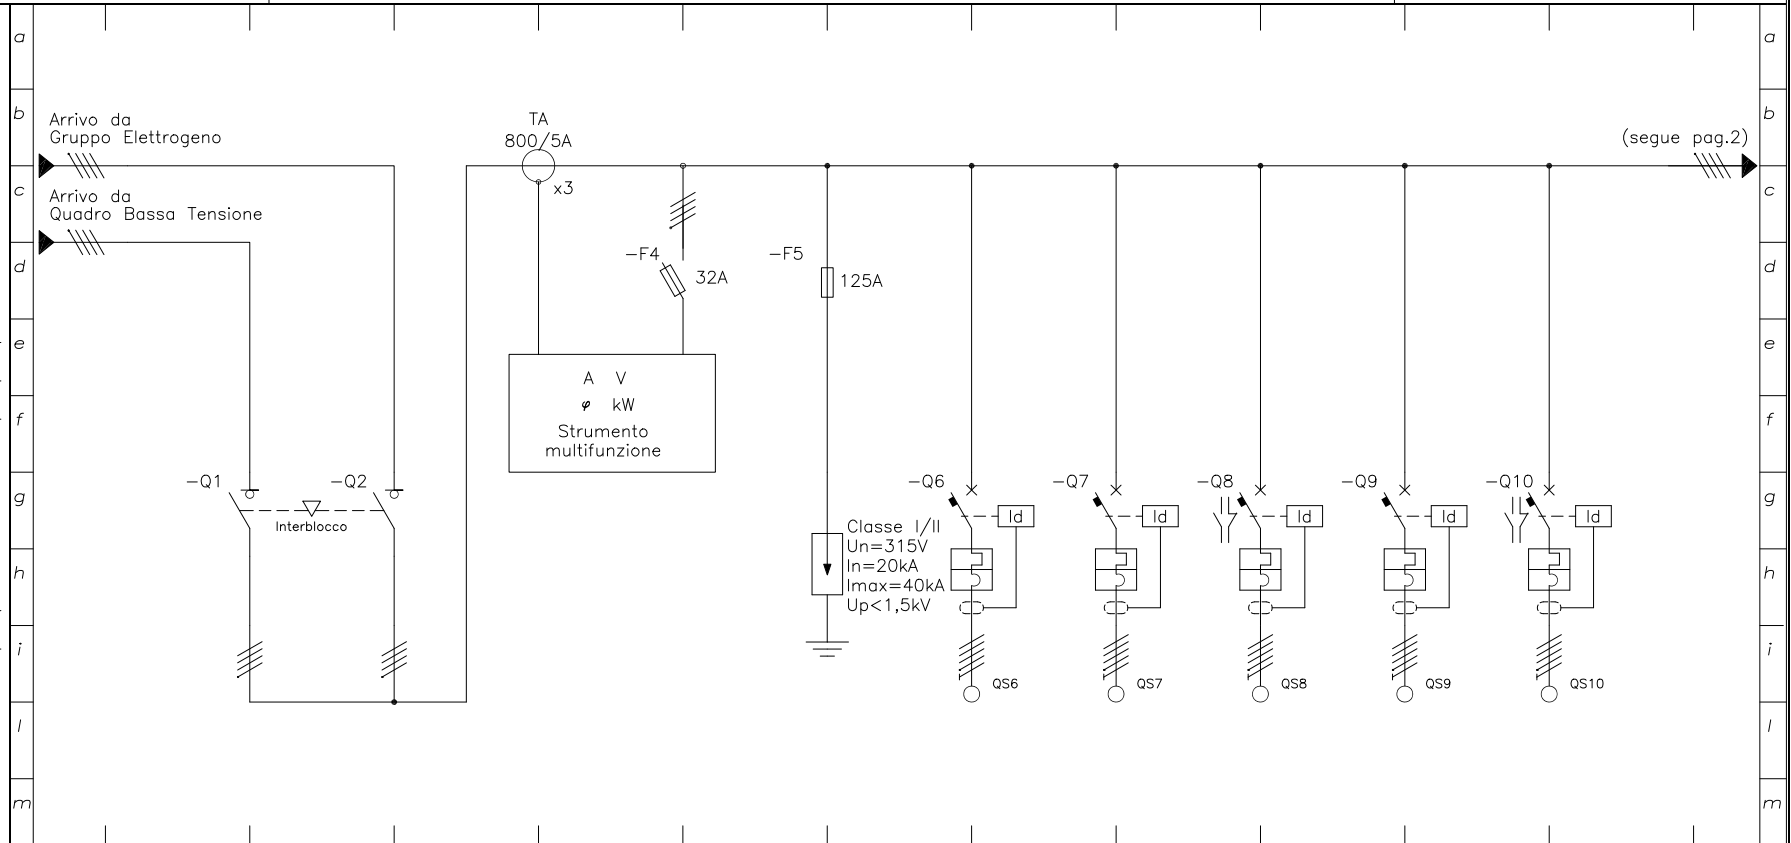 a
a
b
b
Arrivo da
Gruppo Elettrogeno
TA
800/5A
x3
(segue pag.2)
c
c
Arrivo da
Quadro Bassa Tensione
d
d
-F4
32A
-F5
125A
e
e
A V
φ kW
Strumento
multifunzione
f
f
g
g
-Q1
-Q2
Interblocco
-Q6
Id
-Q7
Id
-Q8
Id
-Q9
Id
-Q10
Id
Classe I/II
Un=315V
In=20kA
Imax=40kA
Up<1,5kV
h
h
i
i
QS6
QS7
QS8
QS9
QS10
l
l
m
m